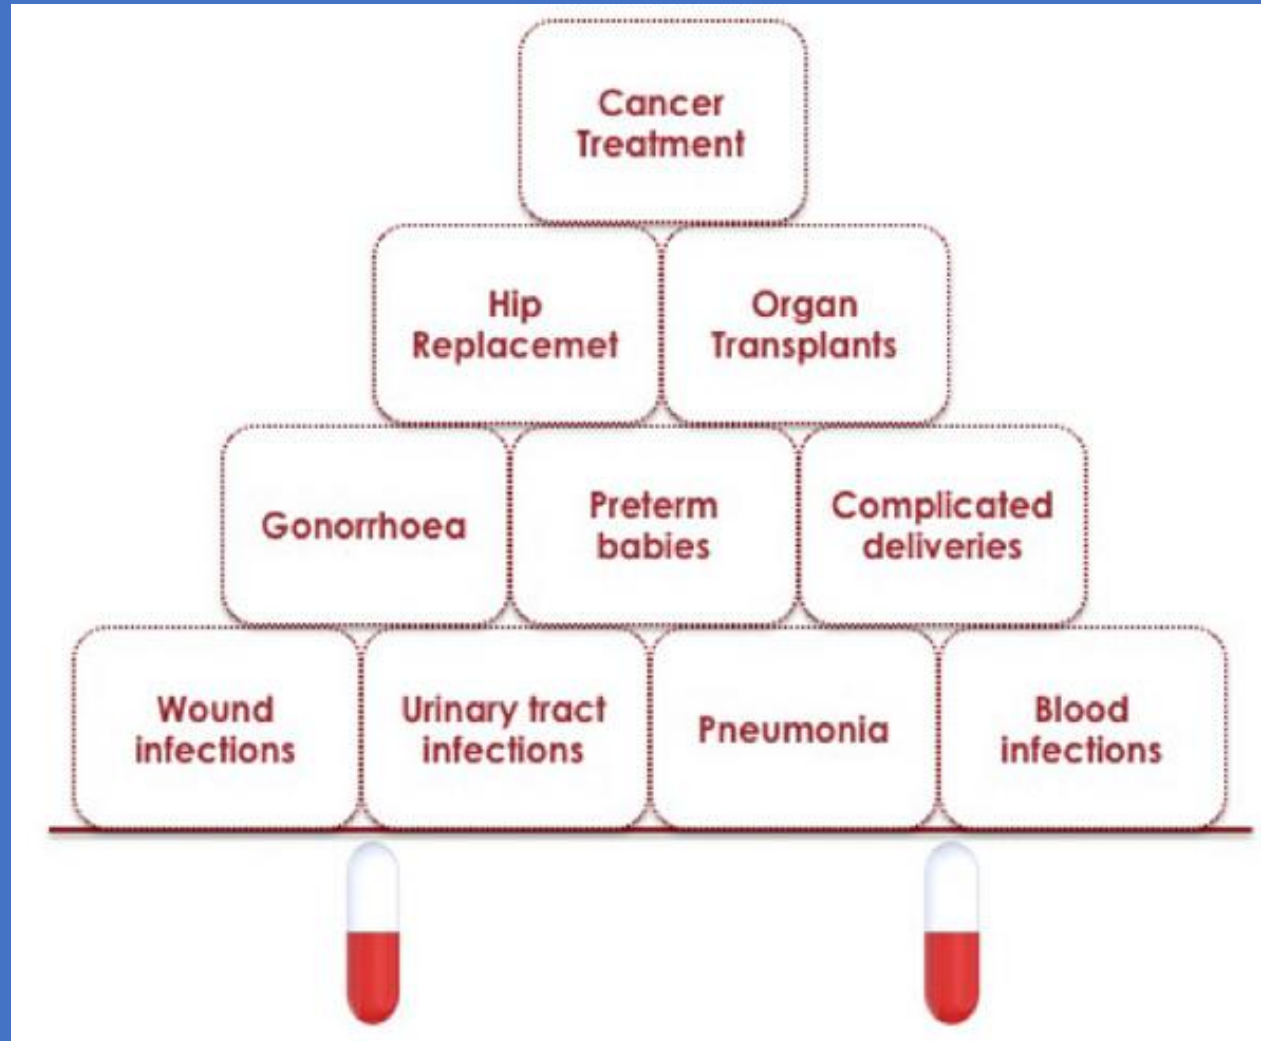 Cancer
Treatment
Hip
Replacemet
Organ
Transplants
Gonorrhoea
Preterm
babies
Complicated
deliveries
Wound
infections
Urinary tract
infections
Pneumonia
Blood
infections